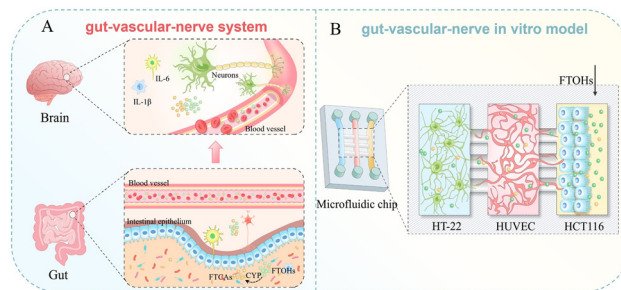 A
gut-vascular-nerve system
IL-6
Neurons
IL-1β
Blood vessel
Brain
Blood vessel
Intestinal epithelium
FTCAs
CYP
FTOHs
Gut
B
gut-vascular-nerve in vitro model
FTOHs
Microfluidic chip
HT-22
HUVEC
HCT116